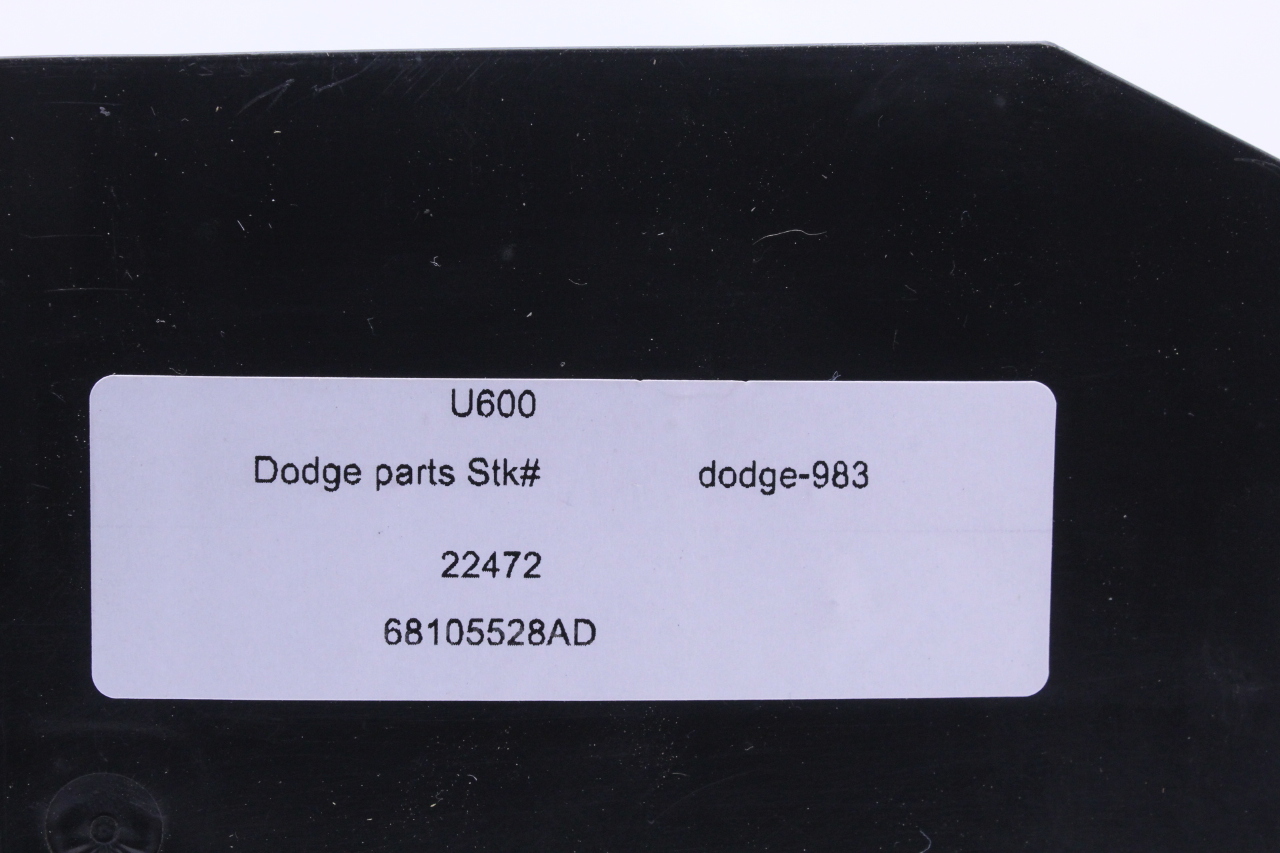 U600
Dodge parts Stk# dodge-983
22472
68105528AD